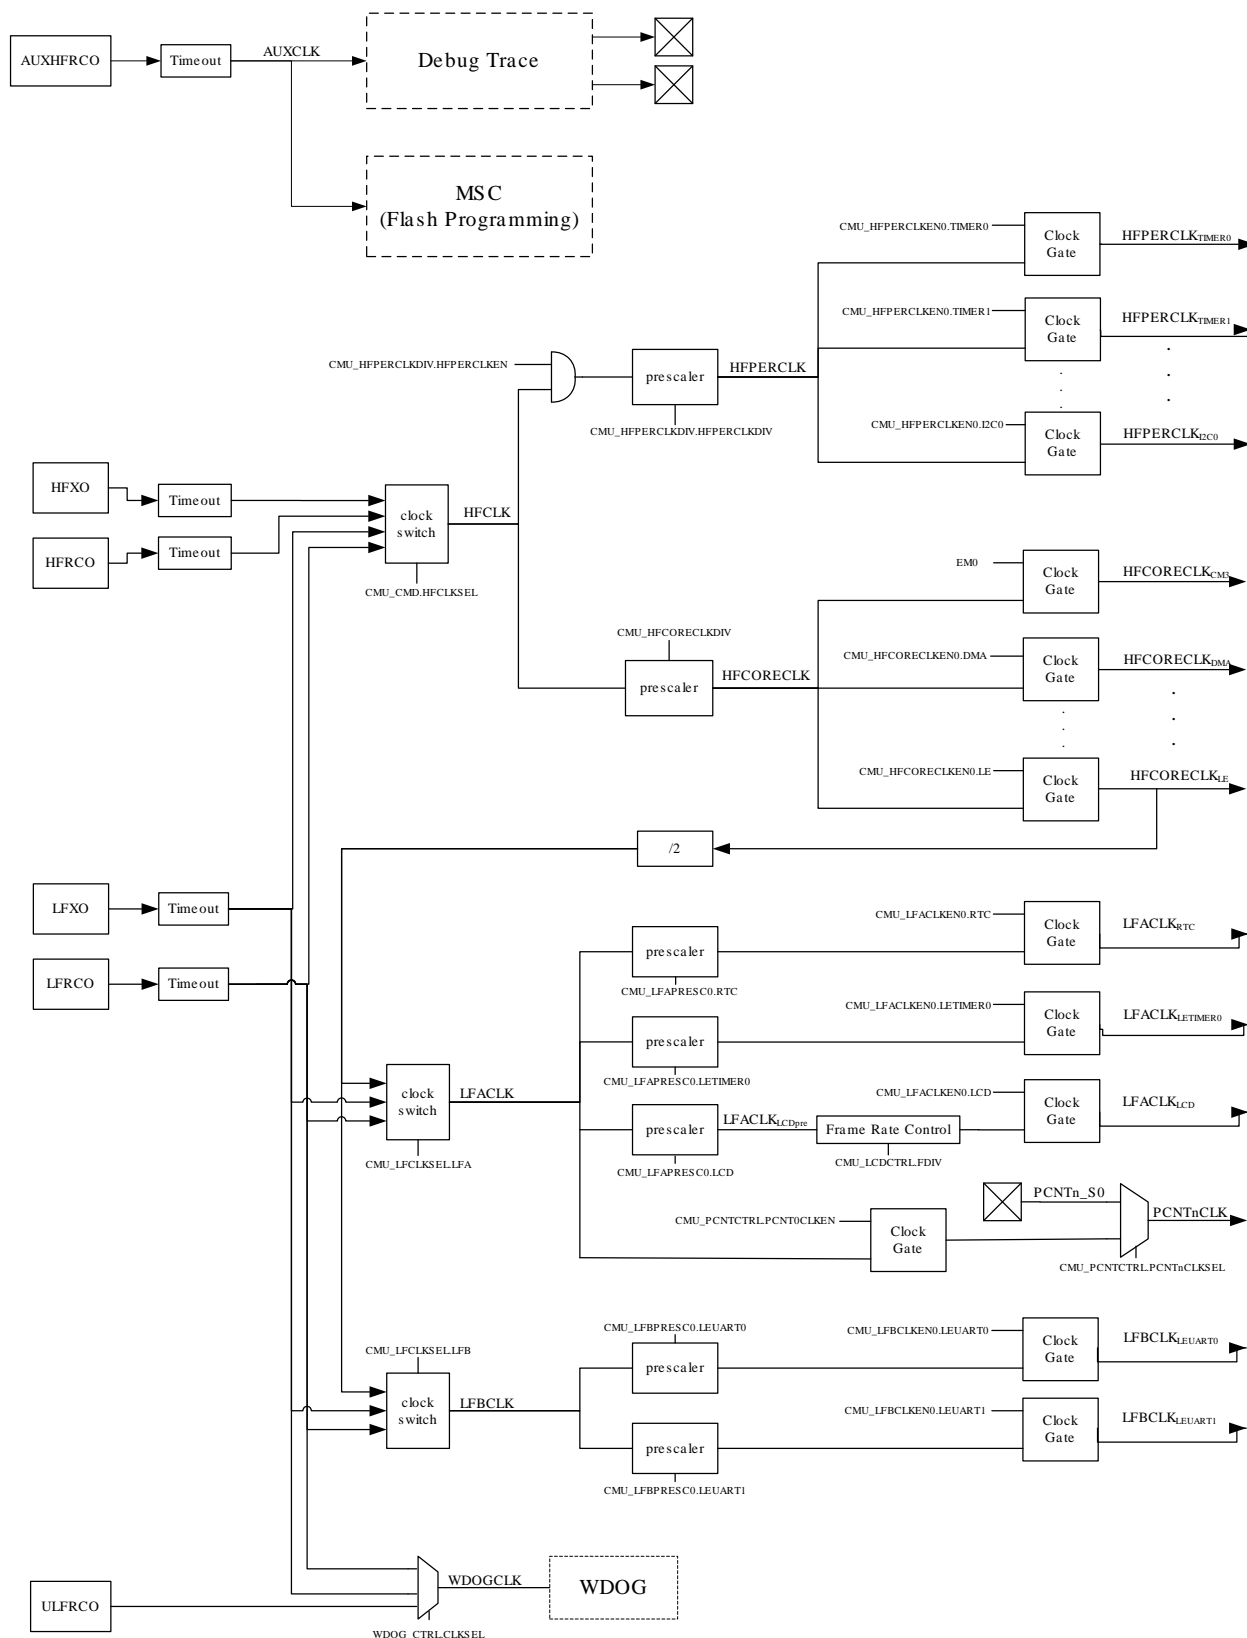 AUXHFRCO
Timeout
AUXCLK
Debug Trace
MSC
(Flash Programming)
CMU_HFPERCLKEN0.TIMER0
Clock
Gate
HFPERCLKTIMER0
CMU_HFPERCLKEN0.TIMER1
Clock
Gate
HFPERCLKTIMER1
CMU_HFPERCLKDIV.HFPERCLKEN
prescaler
HFPERCLK
CMU_HFPERCLKDIV.HFPERCLKDIV
CMU_HFPERCLKEN0.I2C0
Clock
Gate
HFPERCLKI2C0
HFXO
Timeout
HFRCO
Timeout
clock
switch
HFCLK
CMU_CMD.HFCLKSEL
EM0
Clock
Gate
HFCORECLKCM3
CMU_HFCORECLKDIV
prescaler
HFCORECLK
CMU_HFCORECLKEN0.DMA
Clock
Gate
HFCORECLKDMA
CMU_HFCORECLKEN0.LE
Clock
Gate
HFCORECLKLE
/2
LFXO
Timeout
LFRCO
Timeout
CMU_LFACLKEN0.RTC
prescaler
CMU_LFAPRESC0.RTC
Clock
Gate
LFACLKRTC
CMU_LFACLKEN0.LETIMER0
prescaler
CMU_LFAPRESC0.LETIMER0
Clock
Gate
LFACLKLETIMER0
clock
switch
LFACLK
CMU_LFCLKSEL.LFA
prescaler
LFACLKLCDpre
CMU_LFAPRESC0.LCD
Frame Rate Control
CMU_LCDCTRL.FDIV
CMU_LFACLKEN0.LCD
Clock
Gate
LFACLKLCD
CMU_PCNTCTRL.PCNT0CLKEN
Clock
Gate
PCNTn_S0
PCNTnCLK
CMU_PCNTCTRL.PCNTnCLKSEL
CMU_LFCLKSEL.LFB
clock
switch
LFBCLK
CMU_LFBPRESC0.LEUART0
prescaler
CMU_LFBCLKEN0.LEUART0
Clock
Gate
LFBCLKLEUART0
prescaler
CMU_LFBPRESC0.LEUART1
CMU_LFBCLKEN0.LEUART1
Clock
Gate
LFBCLKLEUART1
ULFRCO
WDOGCLK
WDOG
WDOG_CTRL.CLKSEL